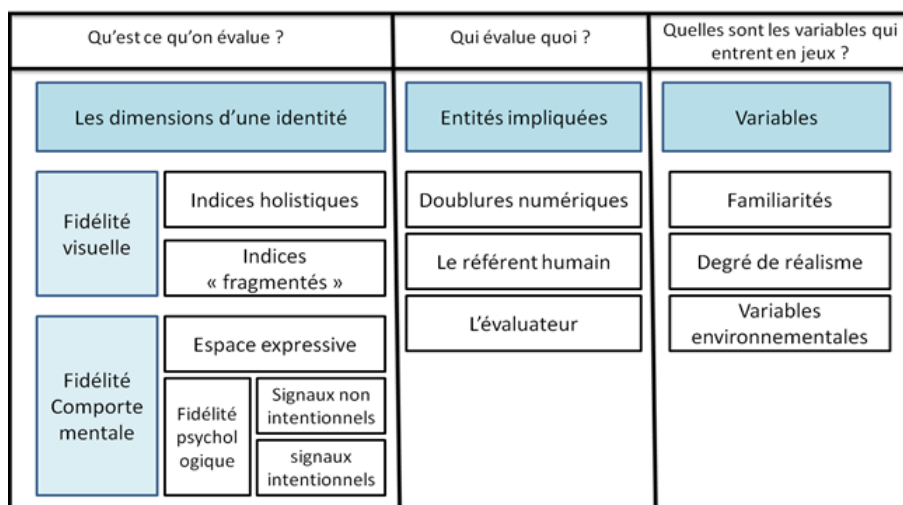 Qu'est ce qu'on évalue ?
Qui évalue quoi ?
Quelles sont les variables qui
entrent en jeux ?
Les dimensions d'une identité
Entités impliquées
Variables
Fidélité
visuelle
Indices holistiques
Indices
« fragmentés »
Doublures numériques
Le référent humain
L'évaluateur
Familiarités
Degré de réalisme
Variables
environnementales
Fidélité
Comporte
mentale
Espace expressive
Fidélité
psychol
ogique
Signaux non
intentionnels
signaux
intentionnels